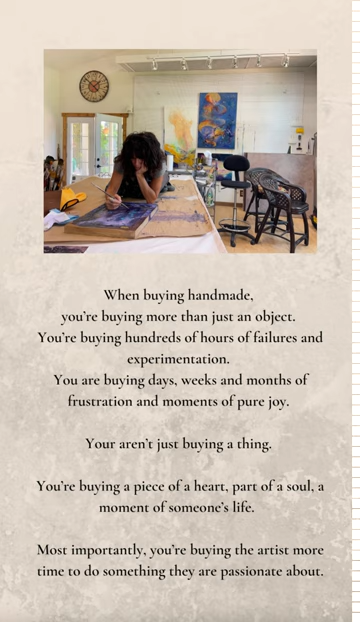 When buying handmade,
you're buying more than just an object.
You're buying hundreds of hours of failures and
experimentation.
You are buying days, weeks and months of
frustration and moments of pure joy.
Your aren't just buying a thing.
You're buying a piece of a heart, part of a soul, a
moment of someone's life.
Most importantly, you're buying the artist more
time to do something they are passionate about.